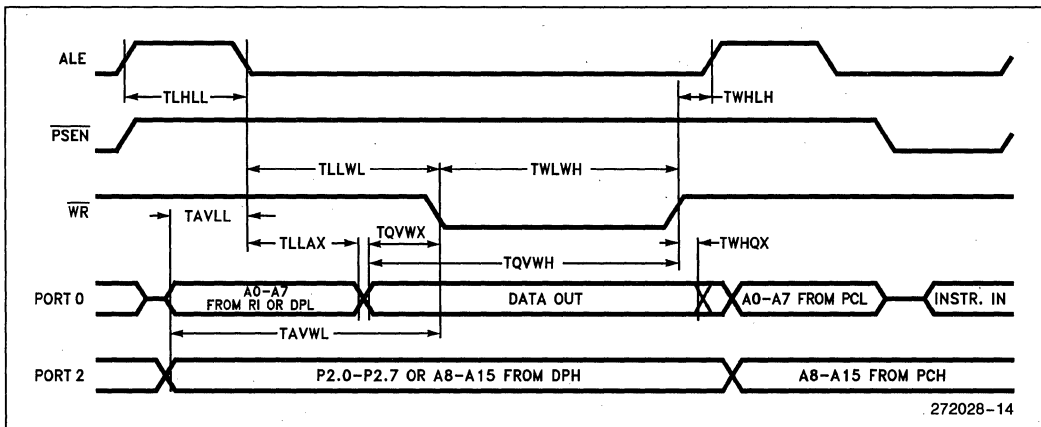 ALE
TLHLL
TWHLH
PSEN
TLLWL
TWLWH
WR
TAVLL
TLLAX
TQVWX
TWHQX
TQVWH
PORT 0
A0-A7
FROM RI OR DPL
DATA OUT
A0-A7 FROM PCL
INSTR. IN
TAVWL
PORT 2
P2.0-P2.7 OR A8-A15 FROM DPH
A8-A15 FROM PCH
272028-14